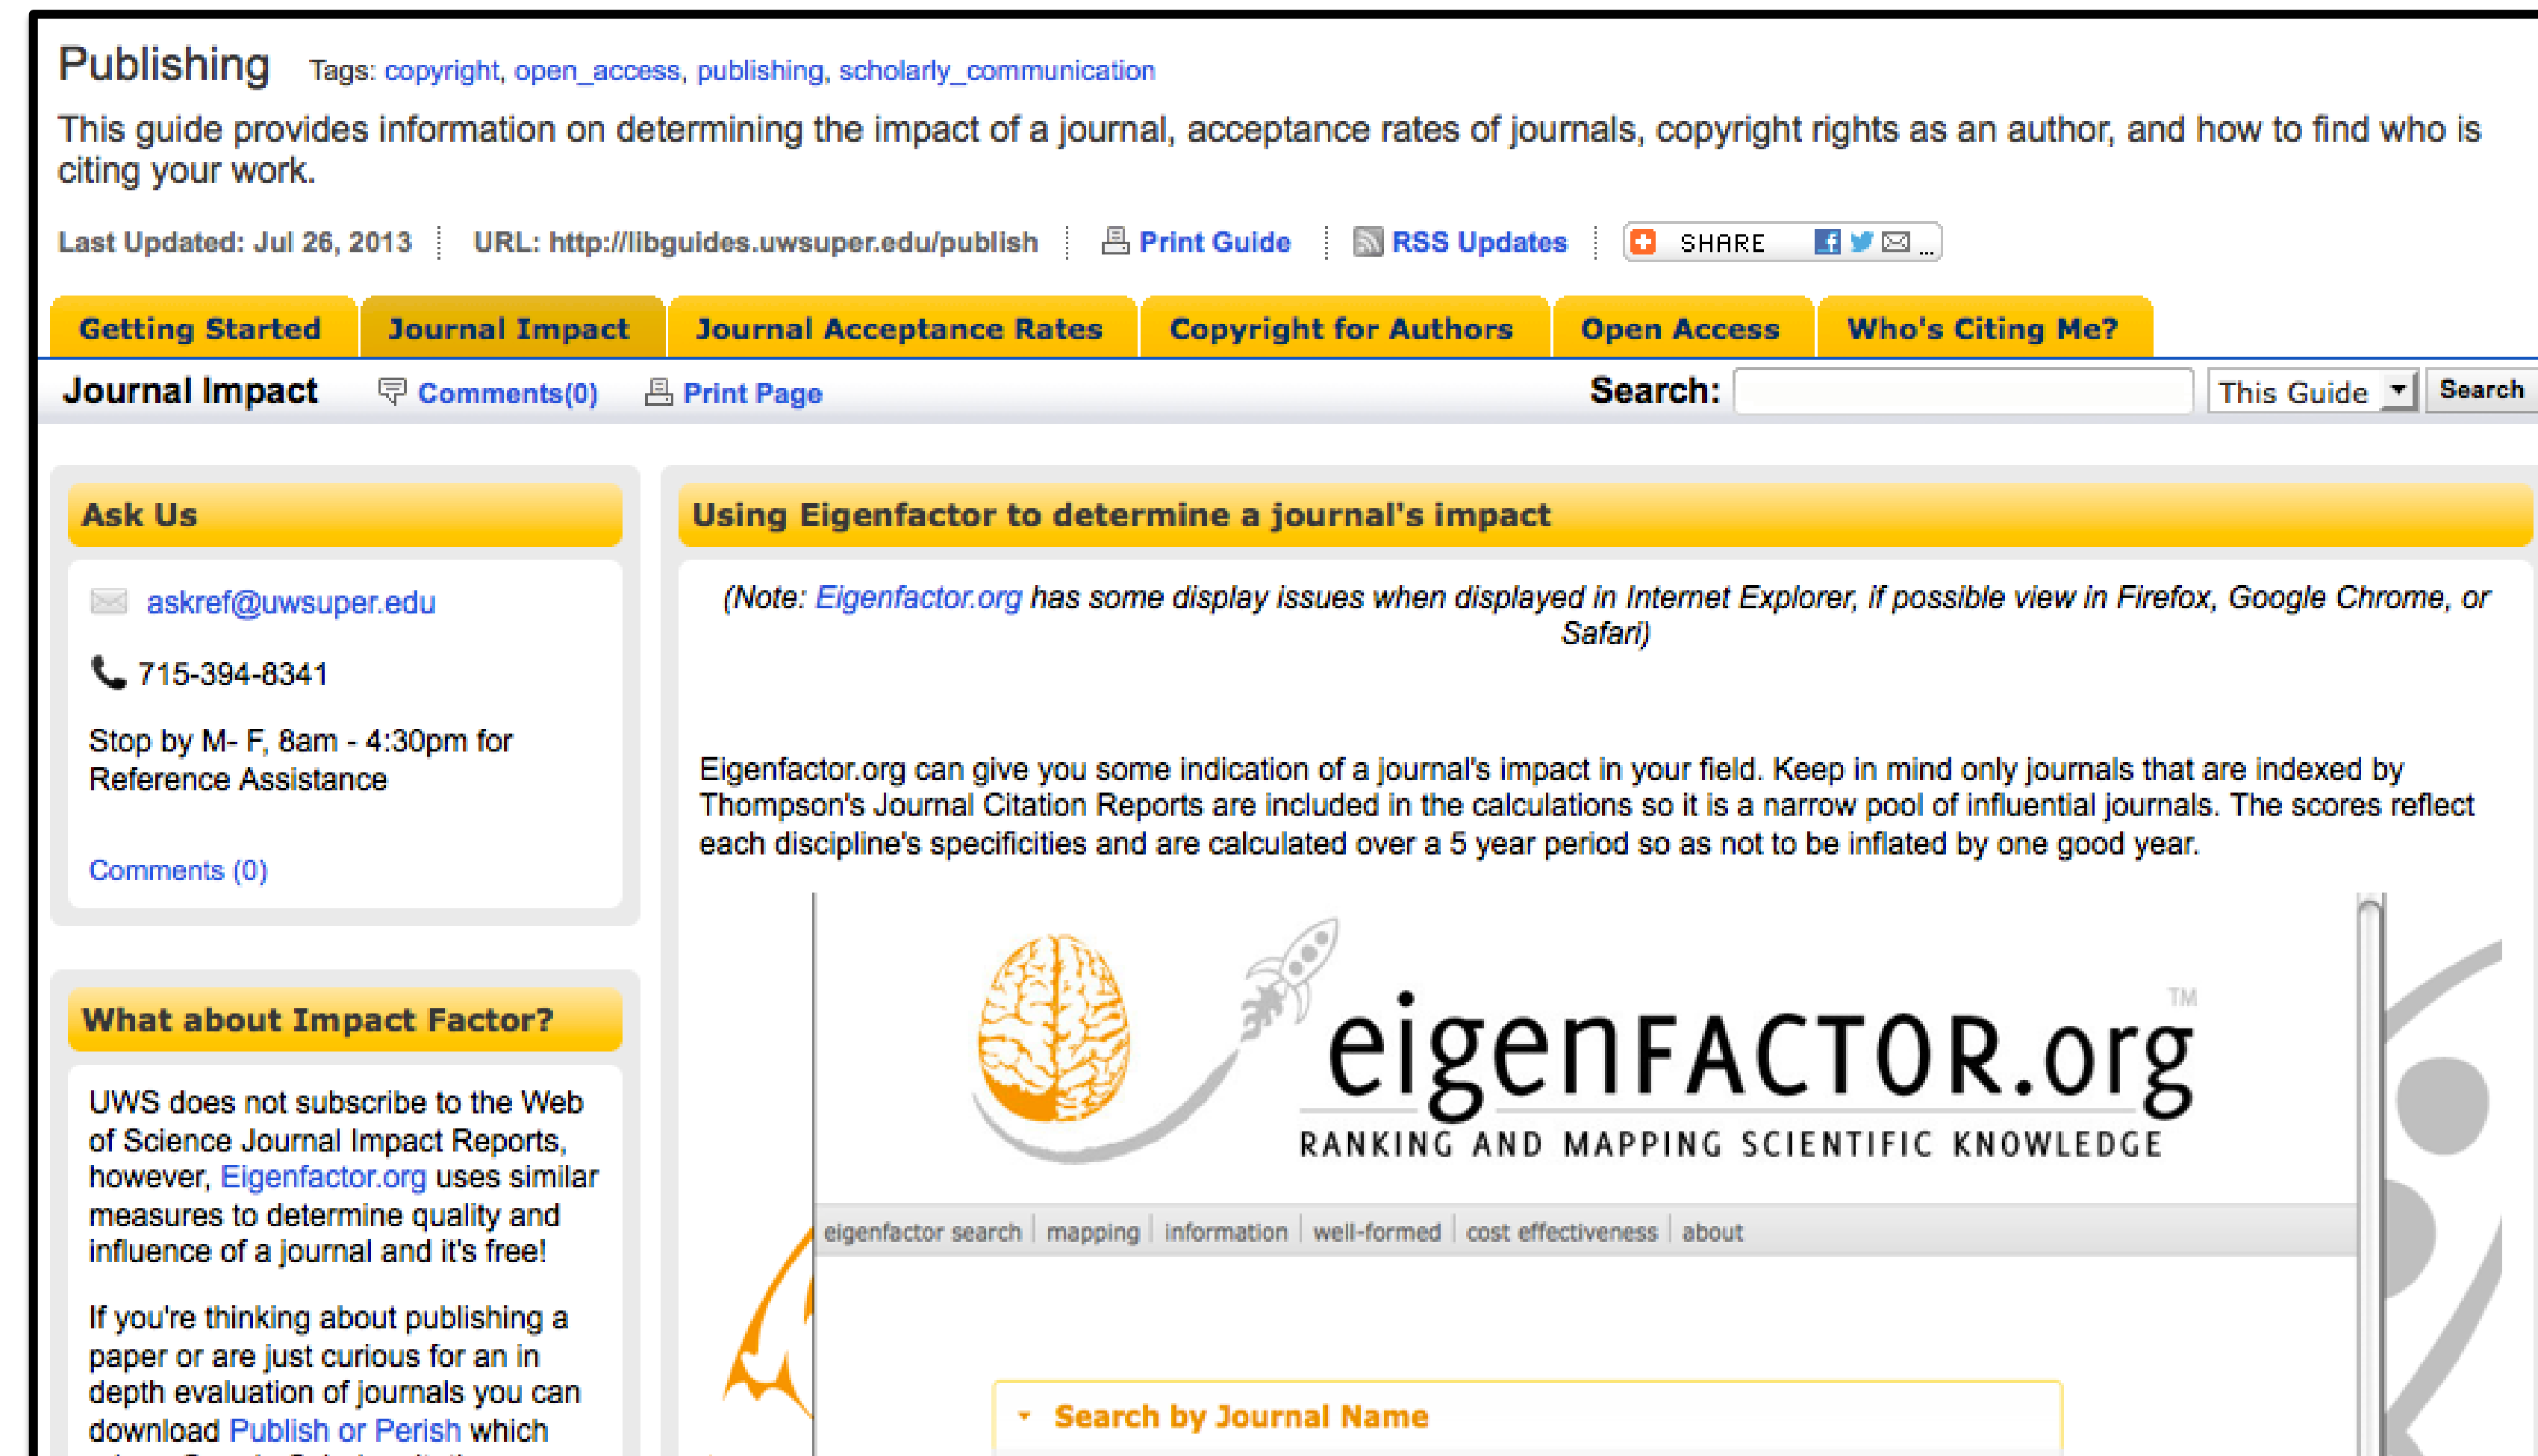 Publishing Tags: copyright, open_access, publishing, scholarly_communication
This guide provides information on determining the impact of a journal, acceptance rates of journals, copyright rights as an author, and how to find who is
citing your work.
Last Updated: Jul 26, 2013 URL: http://libguides.uwsuper.edu/publish Print Guide RSS Updates SHARE ...
Getting Started Journal Impact Journal Acceptance Rates Copyright for Authors Open Access Who's Citing Me?
Journal Impact Comments(0) Print Page Search: This Guide Search
Ask Us
askref@uwsuper.edu
715-394-8341
Stop by M- F, 8am - 4:30pm for
Reference Assistance
Comments (0)
What about Impact Factor?
UWS does not subscribe to the Web
of Science Journal Impact Reports,
however, Eigenfactor.org uses similar
measures to determine quality and
influence of a journal and it's free!
If you're thinking about publishing a
paper or are just curious for an in
depth evaluation of journals you can
download Publish or Perish which
Using Eigenfactor to determine a journal's impact
(Note: Eigenfactor.org has some display issues when displayed in Internet Explorer, if possible view in Firefox, Google Chrome, or
Safari)
Eigenfactor.org can give you some indication of a journal's impact in your field. Keep in mind only journals that are indexed by
Thompson's Journal Citation Reports are included in the calculations so it is a narrow pool of influential journals. The scores reflect
each discipline's specificities and are calculated over a 5 year period so as not to be inflated by one good year.
eigenFACTOR.org TM
RANKING AND MAPPING SCIENTIFIC KNOWLEDGE
eigenfactor search mapping information well-formed cost effectiveness about
Search by Journal Name